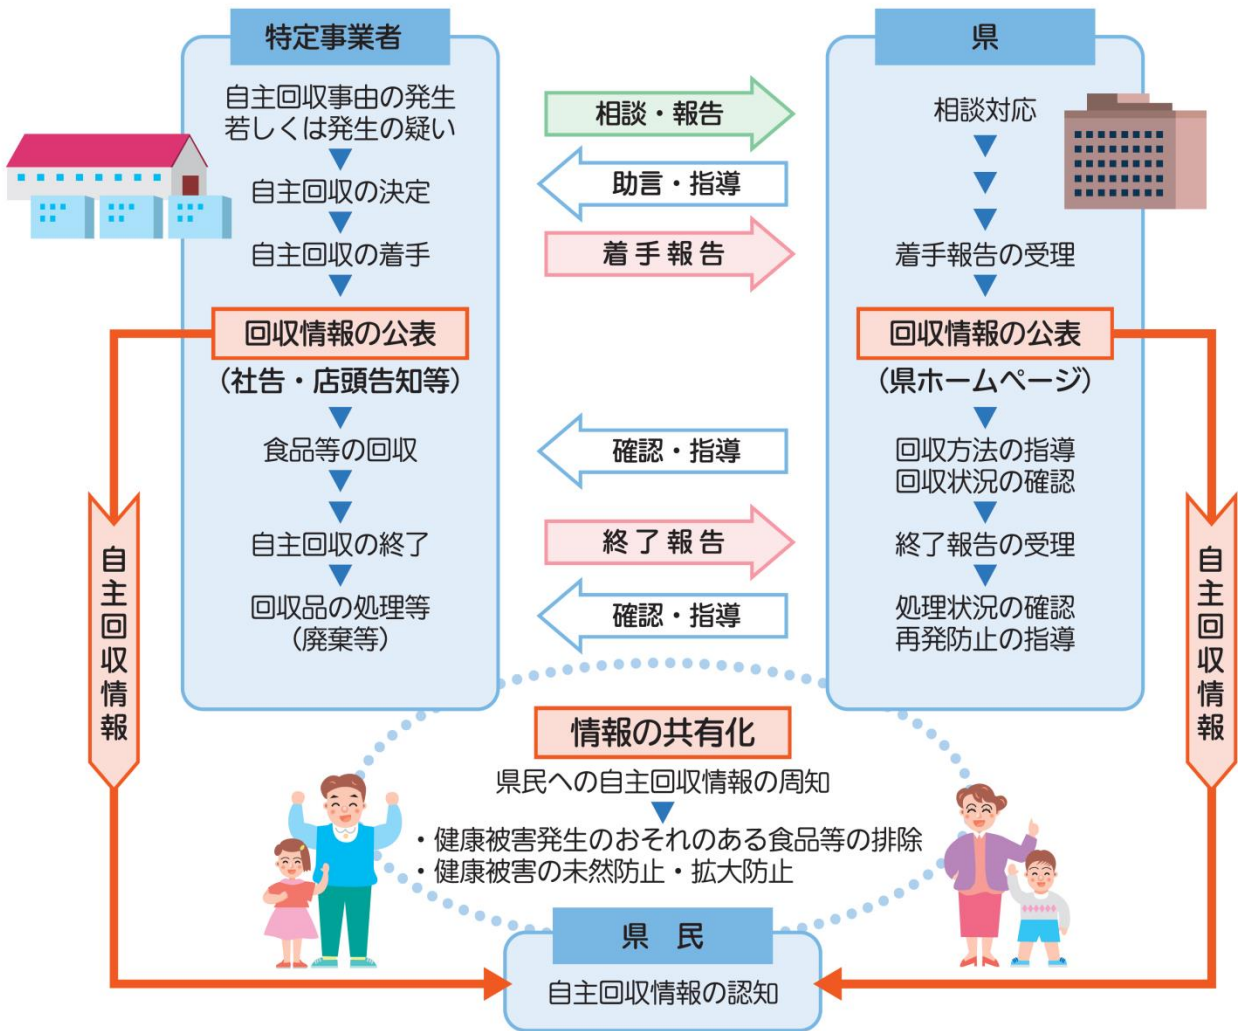 特定事業者
自主回収事由の発生
若しくは発生の疑い
自主回収の決定
自主回収の着手
回収情報の公表
（社告・店頭告知等）
食品等の回収
自主回収の終了
回収品の処理等
（廃棄等）
相談・報告
助言・指導
着手報告
確認・指導
終了報告
確認・指導
県
相談対応
着手報告の受理
回収情報の公表
（県ホームページ）
回収方法の指導
回収状況の確認
終了報告の受理
処理状況の確認
再発防止の指導
自主回収情報
自主回収情報
情報の共有化
県民への自主回収情報の周知
・健康被害発生のおそれのある食品等の排除
・健康被害の未然防止・拡大防止
県　民
自主回収情報の認知